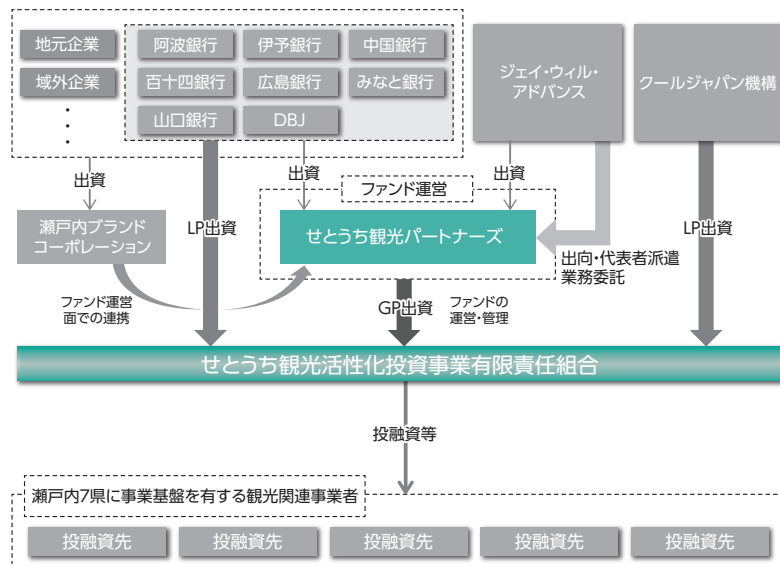 地元企業
阿波銀行
伊予銀行
中国銀行
域外企業
百十四銀行
広島銀行
みなと銀行
・
・
・
山口銀行
DBJ
ジェイ・ウィル・
アドバンス
クールジャパン機構
出資
LP出資
出資
出資
ファンド運営
LP出資
瀬戸内ブランド
コーポレーション
せとうち観光パートナーズ
出向・代表者派遣
業務委託
ファンド運営
面での連携
GP出資
ファンドの
運営・管理
せとうち観光活性化投資事業有限責任組合
投融資等
瀬戸内7県に事業基盤を有する観光関連事業者
投融資先
投融資先
投融資先
投融資先
投融資先